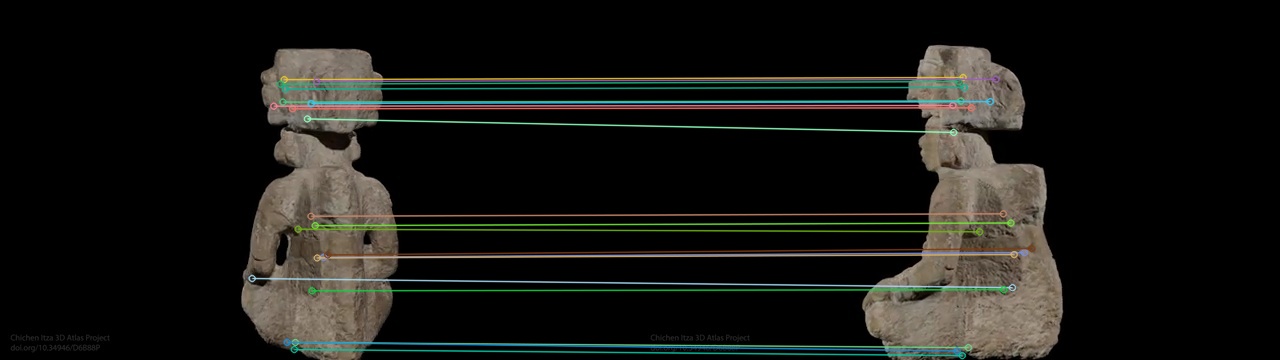 Chichen Itza 3D Atlas Project
doi.org/10.34946/D6888P
Chichen Itza 3D Atlas Project